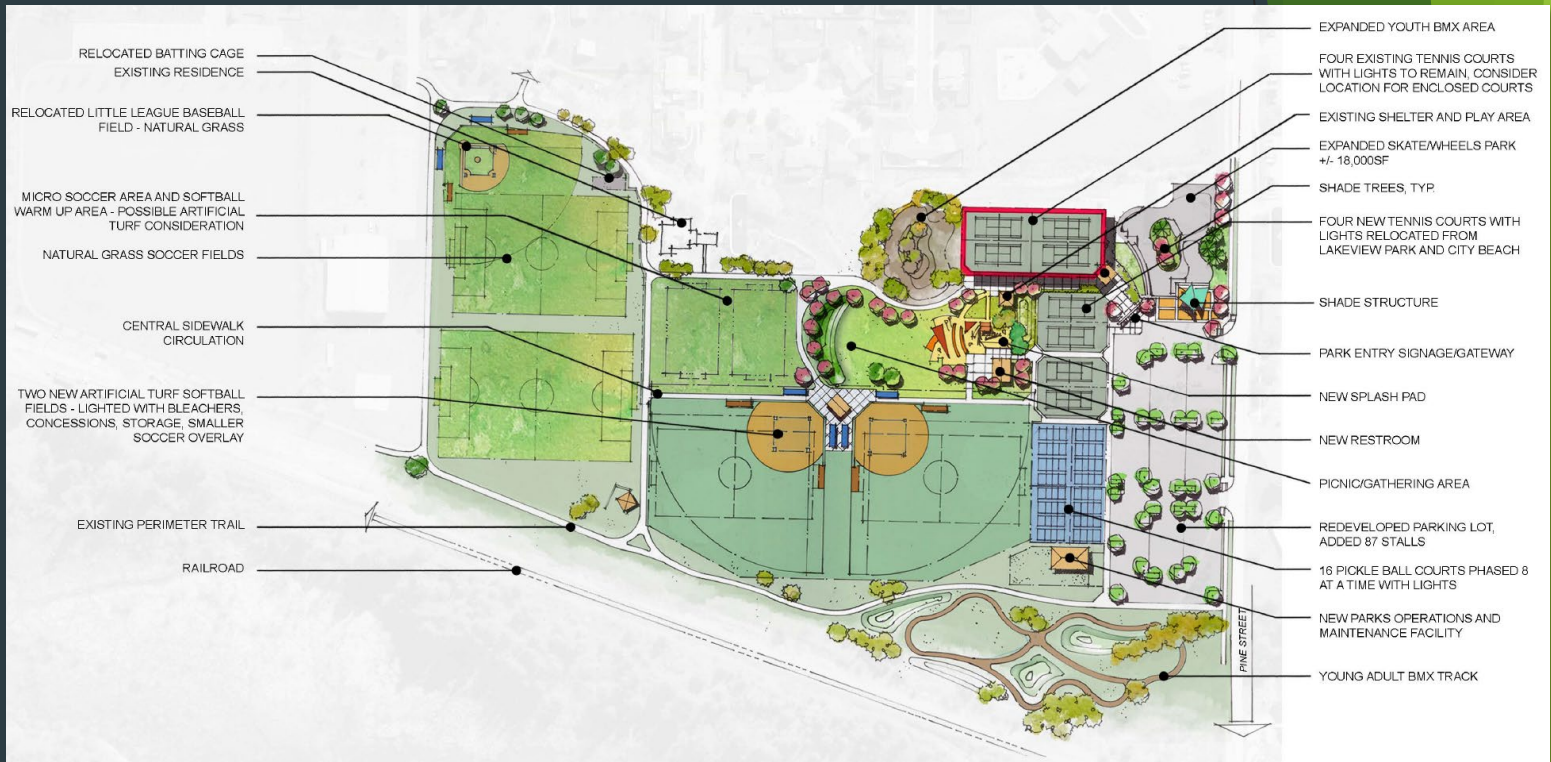 RELOCATED BATTING CAGE
EXISTING RESIDENCE
RELOCATED LITTLE LEAGUE BASEBALL
FIELD - NATURAL GRASS
MICRO SOCCER AREA AND SOFTBALL
WARM UP AREA - POSSIBLE ARTIFICIAL
TURF CONSIDERATION
NATURAL GRASS SOCCER FIELDS
CENTRAL SIDEWALK
CIRCULATION
TWO NEW ARTIFICIAL TURF SOFTBALL
FIELDS - LIGHTED WITH BLEACHERS,
CONCESSIONS, STORAGE, SMALLER
SOCCER OVERLAY
EXISTING PERIMETER TRAIL
RAILROAD
EXPANDED YOUTH BMX AREA
FOUR EXISTING TENNIS COURTS
WITH LIGHTS TO REMAIN, CONSIDER
LOCATION FOR ENCLOSED COURTS
EXISTING SHELTER AND PLAY AREA
EXPANDED SKATE/WHEELS PARK
+/- 18,000SF
SHADE TREES, TYP.
FOUR NEW TENNIS COURTS WITH
LIGHTS RELOCATED FROM
LAKEVIEW PARK AND CITY BEACH
SHADE STRUCTURE
PARK ENTRY SIGNAGE/GATEWAY
NEW SPLASH PAD
NEW RESTROOM
PICNIC/GATHERING AREA
REDEVELOPED PARKING LOT,
ADDED 87 STALLS
16 PICKLE BALL COURTS PHASED 8
AT A TIME WITH LIGHTS
NEW PARKS OPERATIONS AND
MAINTENANCE FACILITY
YOUNG ADULT BMX TRACK
PINE STREET